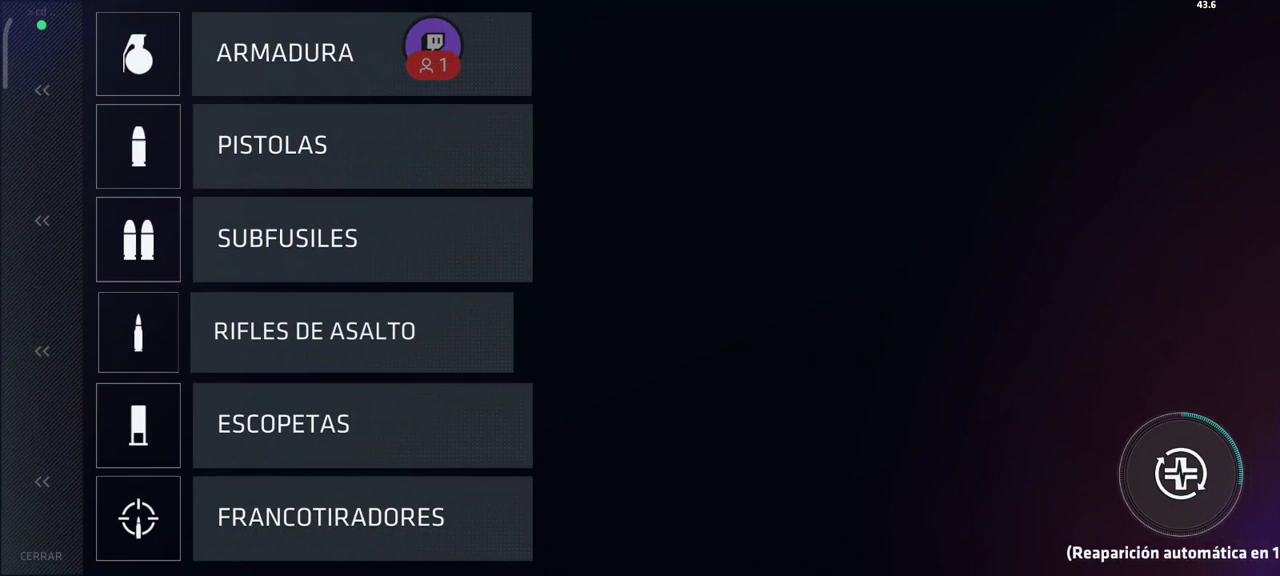 43.6
ARMADURA
1
PISTOLAS
SUBFUSILES
RIFLES DE ASALTO
ESCOPETAS
FRANCOTIRADORES
CERRAR
(Reaparición automática en 1